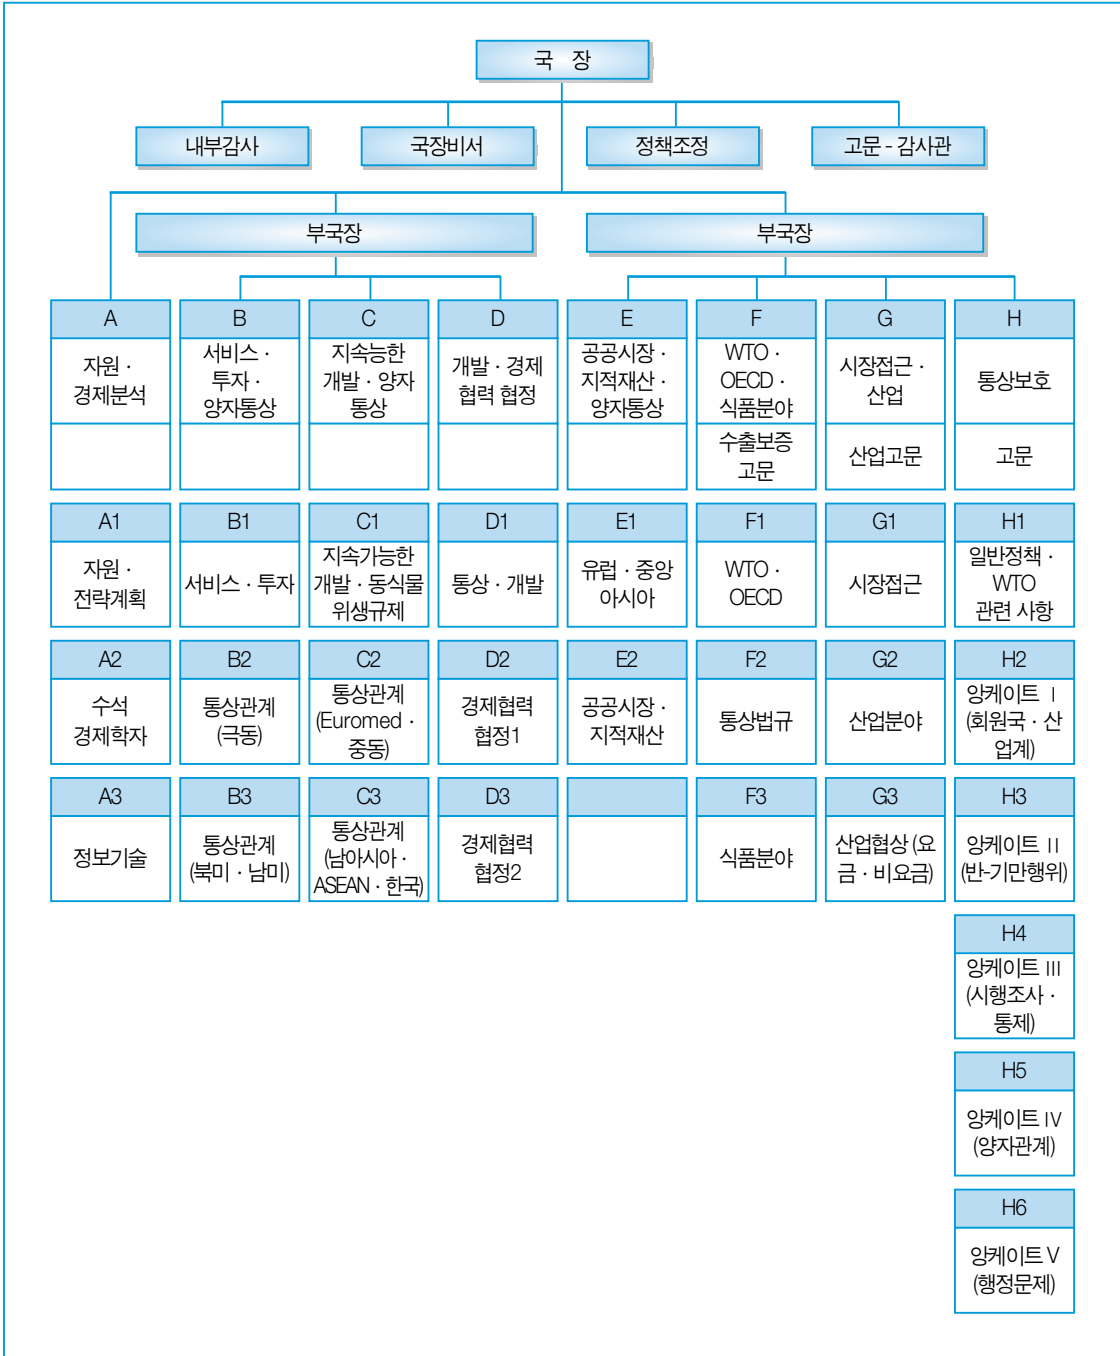 국 장
내부감사
국장비서
정책조정
고문 - 감사관
부국장
부국장
A
B
C
D
E
F
G
H
자원 ·
경제분석
서비스 ·
투자 ·
양자통상
지속능한
개발 · 양자
통상
개발 · 경제
협력 협정
공공시장 ·
지적재산 ·
양자통상
WTO ·
OECD ·
식품분야
시장접근 ·
산업
통상보호
수출보증
고문
산업고문
고문
A1
B1
C1
D1
E1
F1
G1
H1
자원 ·
전략계획
서비스 · 투자
지속가능한
개발 · 동식물
위생규제
통상 · 개발
유럽 · 중앙
아시아
WTO ·
OECD
시장접근
일반정책 ·
WTO
관련 사항
A2
B2
C2
D2
E2
F2
G2
H2
수석
경제학자
통상관계
(극동)
통상관계
(Euromed ·
중동)
경제협력
협정1
공공시장 ·
지적재산
통상법규
산업분야
앙케이트 Ⅰ
(회원국 · 산
업계)
A3
B3
C3
D3
F3
G3
H3
정보기술
통상관계
(북미 · 남미)
통상관계
(남아시아 ·
ASEAN · 한국)
경제협력
협정2
식품분야
산업협상 (요
금 · 비요금)
앙케이트 Ⅱ
(반-기만행위)
H4
앙케이트 Ⅲ
(시행조사 ·
통제)
H5
앙케이트 Ⅳ
(양자관계)
H6
앙케이트 Ⅴ
(행정문제)